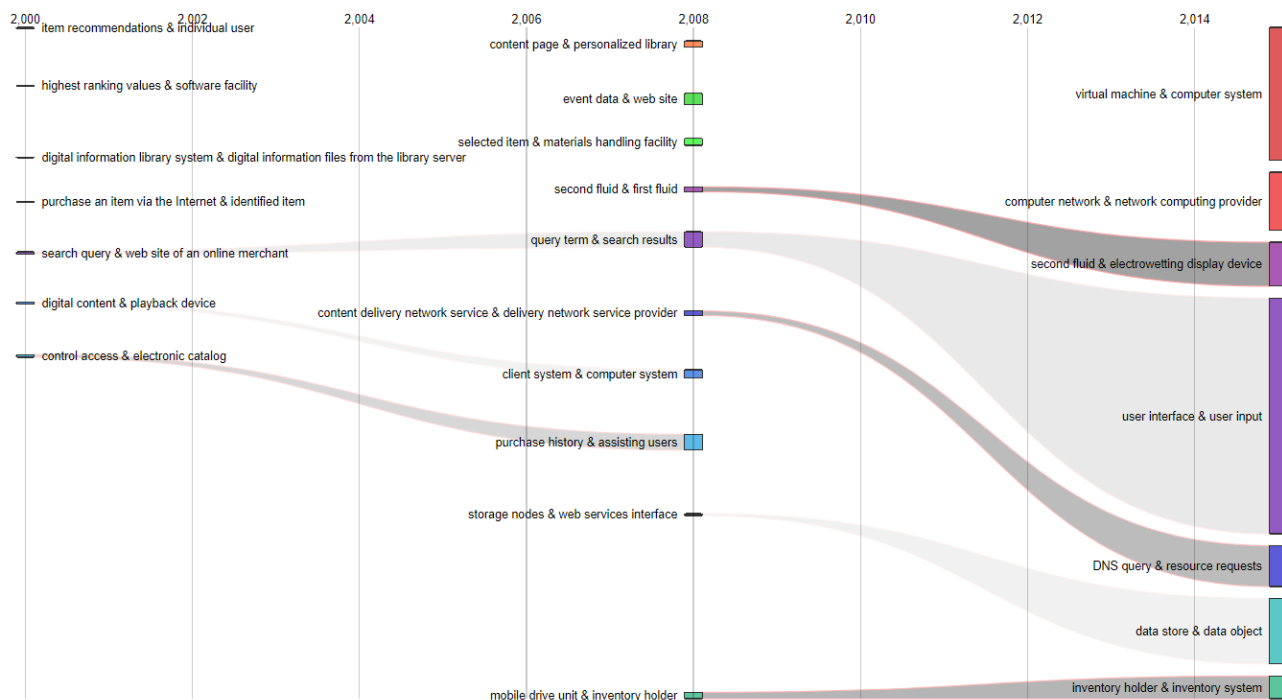 2,000
2,002
2,004
2,006
2,008
2,010
2,012
2,014
item recommendations & individual user
highest ranking values & software facility
digital information library system & digital information files from the library server
purchase an item via the Internet & identified item
search query & web site of an online merchant
digital content & playback device
control access & electronic catalog
content page & personalized library
event data & web site
selected item & materials handling facility
second fluid & first fluid
query term & search results
content delivery network service & delivery network service provider
client system & computer system
purchase history & assisting users
storage nodes & web services interface
mobile drive unit & inventory holder
virtual machine & computer system
computer network & network computing provider
second fluid & electrowetting display device
user interface & user input
DNS query & resource requests
data store & data object
inventory holder & inventory system